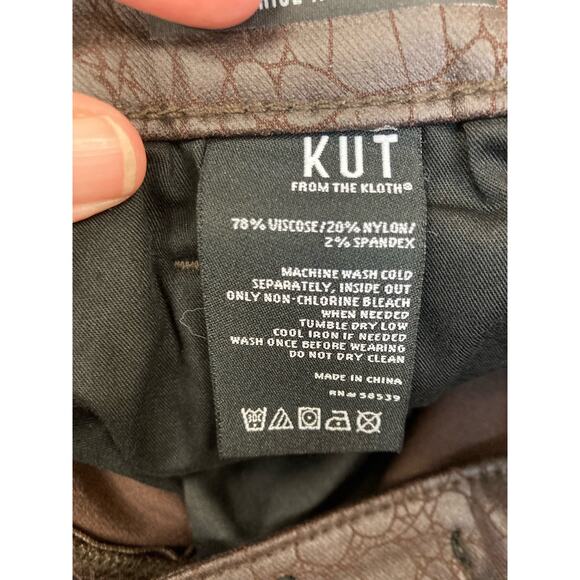 KUT
FROM THE KLOTH®
78% VISCOSE/20% NYLON/
2% SPANDEX
MACHINE WASH COLD
SEPARATELY, INSIDE OUT
ONLY NON-CHLORINE BLEACH
WHEN NEEDED
TUMBLE DRY LOW
COOL IRON IF NEEDED
WASH ONCE BEFORE WEARING
DO NOT DRY CLEAN
MADE IN CHINA
RN# 58539
30C